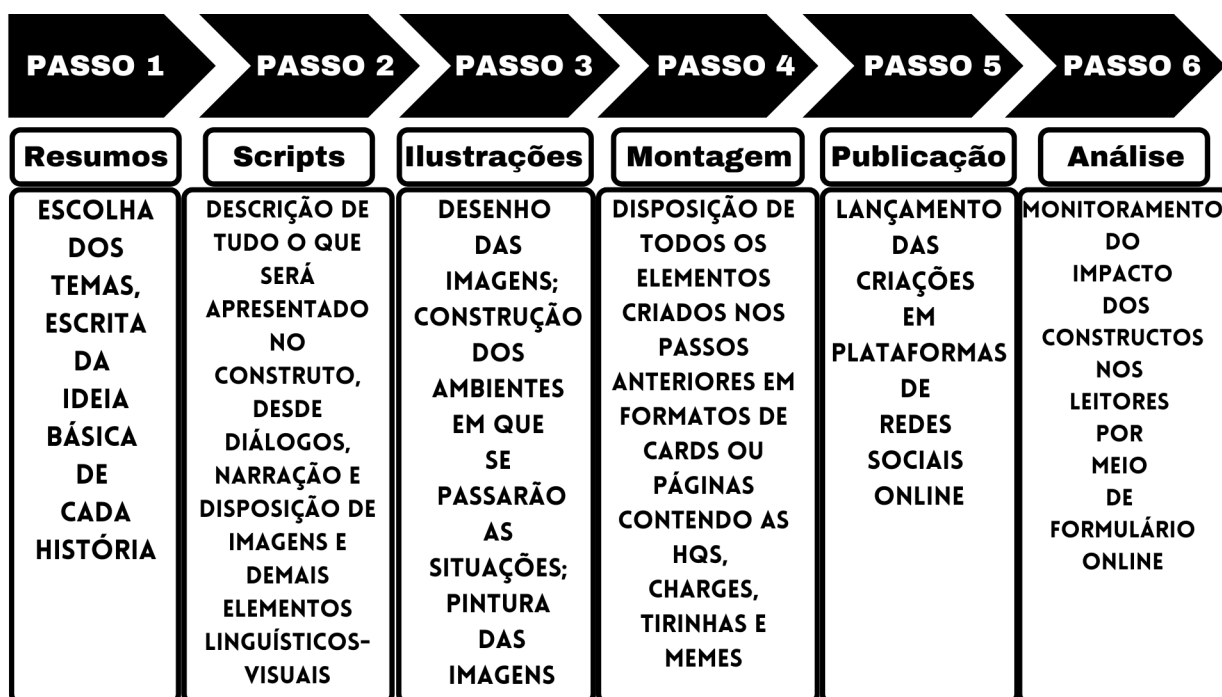 PASSO 1
PASSO 2
PASSO 3
PASSO 4
PASSO 5
PASSO 6
Resumos
Scripts
Ilustrações
Montagem
Publicação
Análise
ESCOLHA
DOS
TEMAS,
ESCRITA
DA
IDEIA
BÁSICA
DE
CADA
HISTÓRIA
DESCRIÇÃO DE
TUDO O QUE
SERÁ
APRESENTADO
NO
CONSTRUTO,
DESDE
DIÁLOGOS,
NARRAÇÃO E
DISPOSIÇÃO DE
IMAGENS E
DEMAIS
ELEMENTOS
LINGUÍSTICOS-
VISUAIS
DESENHO
DAS
IMAGENS;
CONSTRUÇÃO
DOS
AMBIENTES
EM QUE
SE
PASSARÃO
AS
SITUAÇÕES;
PINTURA
DAS
IMAGENS
DISPOSIÇÃO DE
TODOS OS
ELEMENTOS
CRIADOS NOS
PASSOS
ANTERIORES EM
FORMATOS DE
CARDS OU
PÁGINAS
CONTENDO AS
HQS,
CHARGES,
TIRINHAS E
MEMES
LANÇAMENTO
DAS
CRIAÇÕES
EM
PLATAFORMAS
DE
REDES
SOCIAIS
ONLINE
MONITORAMENTO
DO
IMPACTO
DOS
CONSTRUCTOS
NOS
LEITORES
POR
MEIO
DE
FORMULÁRIO
ONLINE